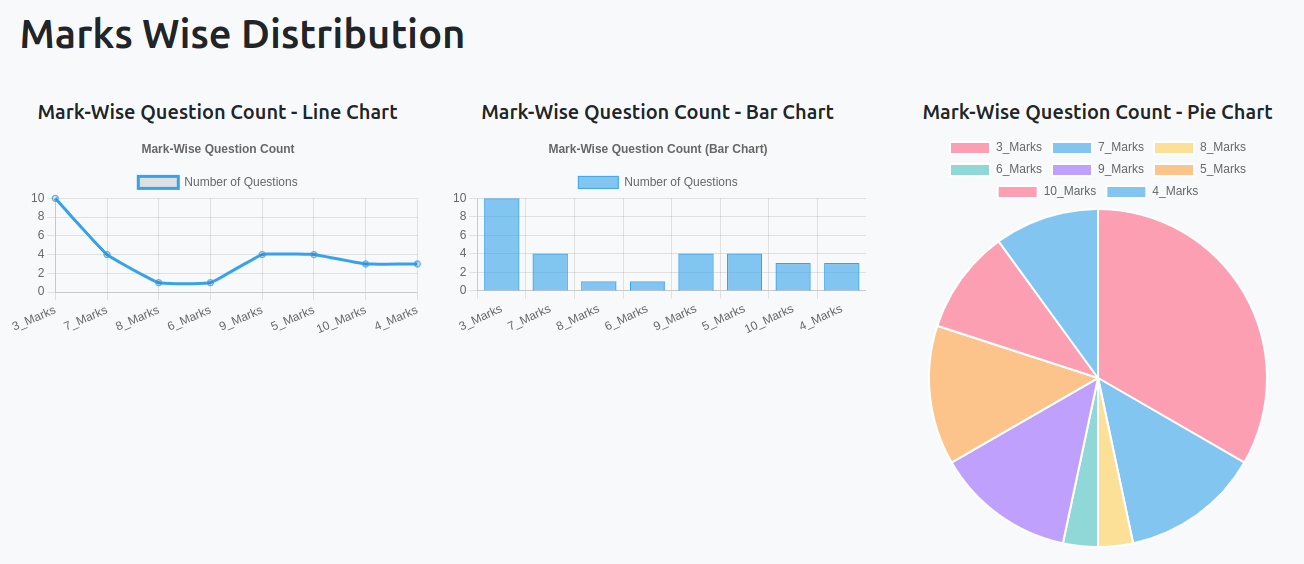 Marks Wise Distribution
Mark-Wise Question Count - Line Chart
Mark-Wise Question Count
Number of Questions
10
8
6
4
2
0
3_Marks
7_Marks
8_Marks
6_Marks
9_Marks
5_Marks
10_Marks
4_Marks
Mark-Wise Question Count - Bar Chart
Mark-Wise Question Count (Bar Chart)
Number of Questions
10
8
6
4
2
0
3_Marks
7_Marks
8_Marks
6_Marks
9_Marks
5_Marks
10_Marks
4_Marks
Mark-Wise Question Count - Pie Chart
3_Marks 7_Marks 8_Marks
6_Marks 9_Marks 5_Marks
10_Marks 4_Marks